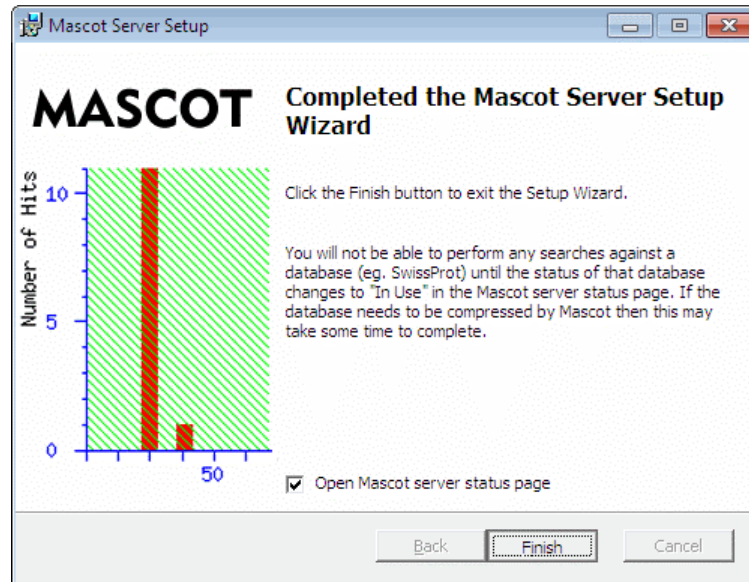 Mascot Server Setup
MASCOT
Completed the Mascot Server Setup
Wizard
Click the Finish button to exit the Setup Wizard.
You will not be able to perform any searches against a
database (eg. SwissProt) until the status of that database
changes to "In Use" in the Mascot server status page. If the
database needs to be compressed by Mascot then this may
take some time to complete.
Number of Hits
10
5
0
50
Open Mascot server status page
Back
Finish
Cancel